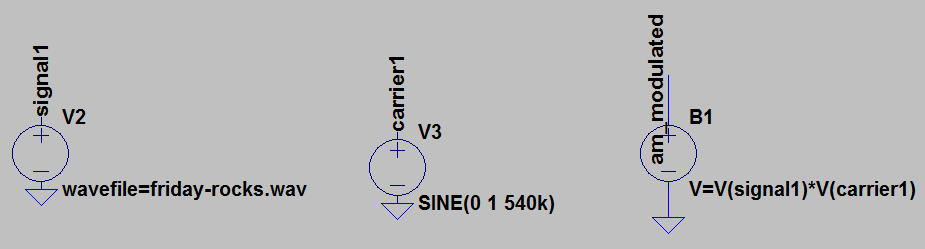 signal1
V2
wavefile=friday-rocks.wav
carrier1
V3
SINE(0 1 540k)
am_modulated
B1
V=V(signal1)*V(carrier1)